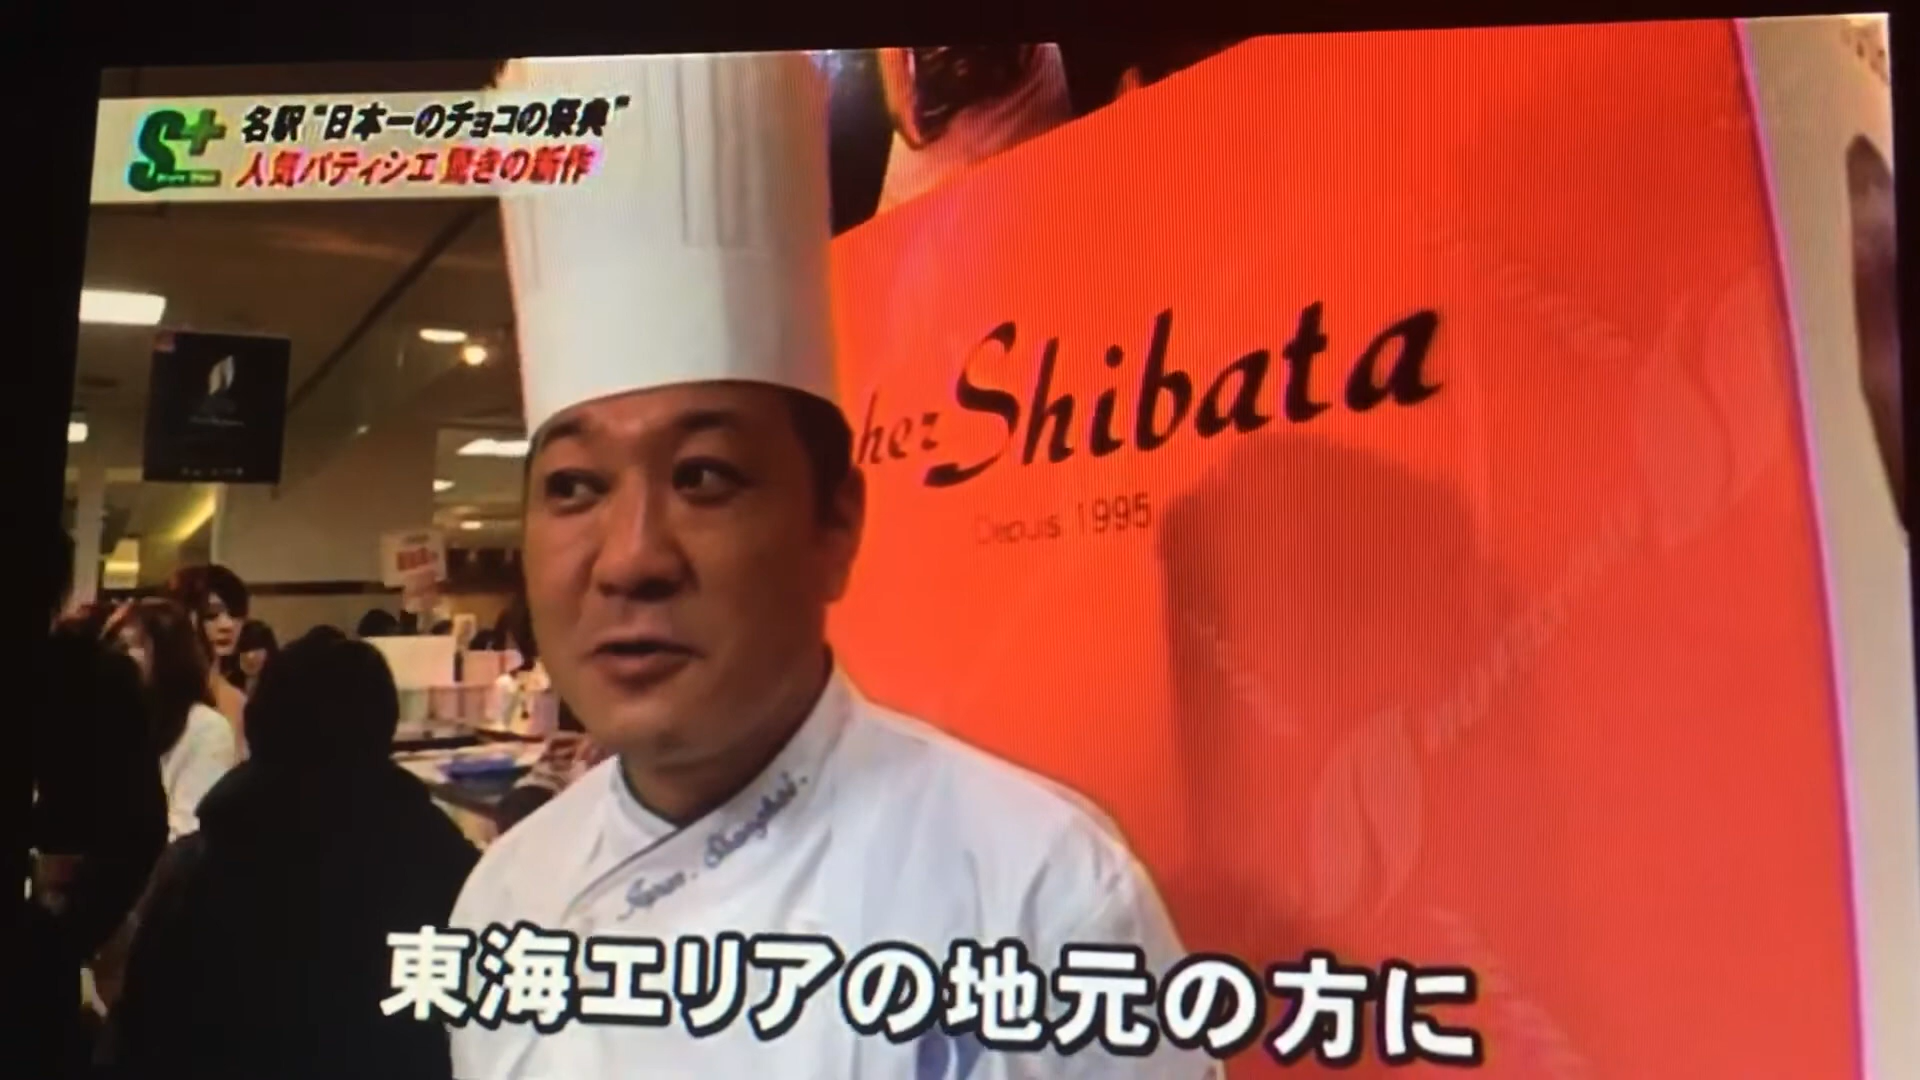 S+
名駅“日本一のチョコの祭典”
人気パティシエ 驚きの新作
hez Shibata
Depuis 1995
東海エリアの地元の方に